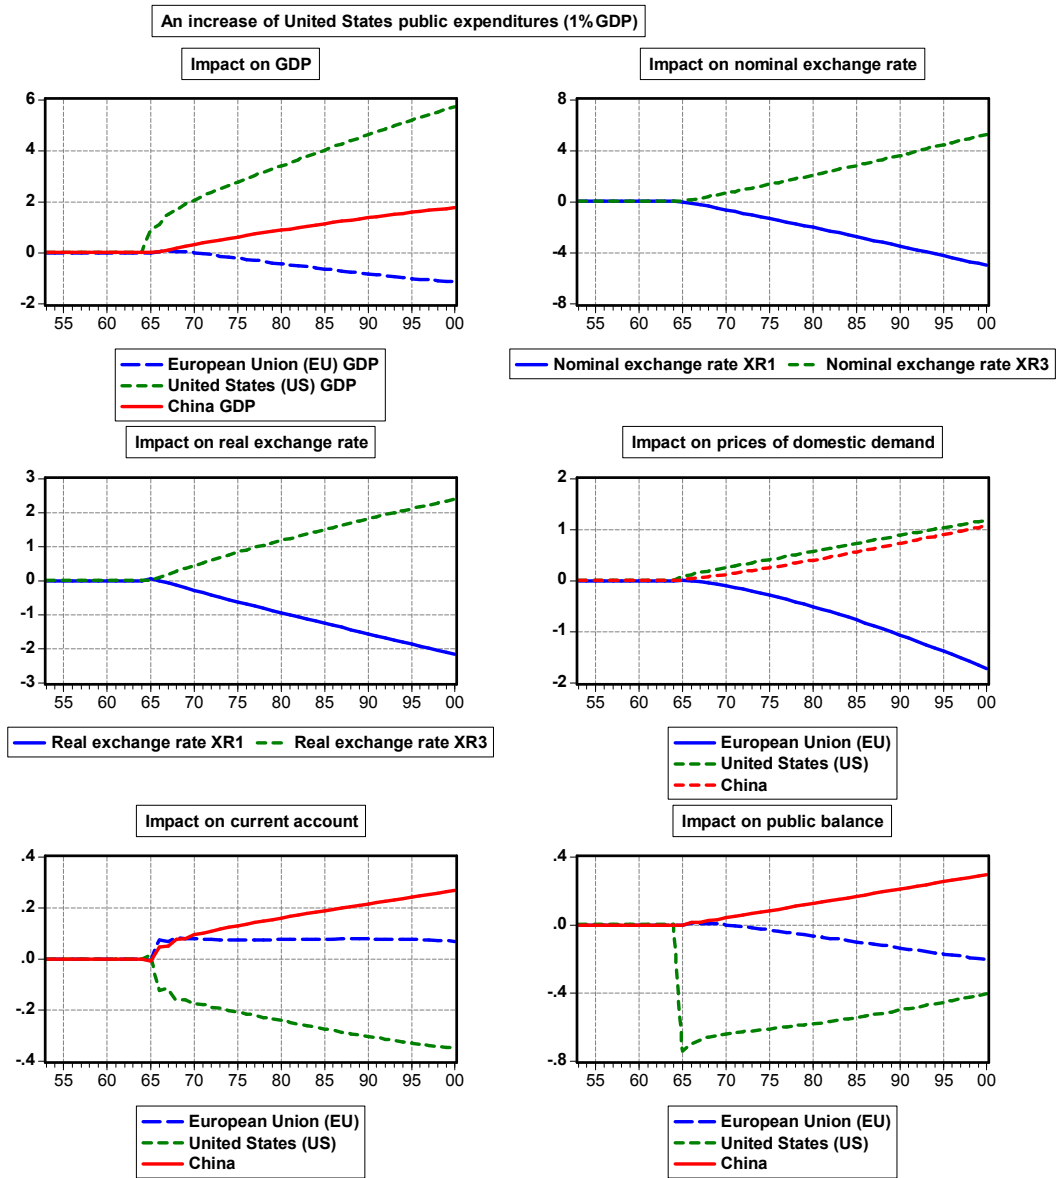 An increase of United States public expenditures (1%GDP)
Impact on GDP
6
4
2
0
-2
55 60 65 70 75 80 85 90 95 00
European Union (EU) GDP
United States (US) GDP
China GDP
Impact on nominal exchange rate
8
4
0
-4
-8
55 60 65 70 75 80 85 90 95 00
Nominal exchange rate XR1 Nominal exchange rate XR3
Impact on real exchange rate
3
2
1
0
-1
-2
-3
55 60 65 70 75 80 85 90 95 00
Real exchange rate XR1 Real exchange rate XR3
Impact on prices of domestic demand
2
1
0
-1
-2
55 60 65 70 75 80 85 90 95 00
European Union (EU)
United States (US)
China
Impact on current account
.4
.2
.0
-.2
-.4
55 60 65 70 75 80 85 90 95 00
European Union (EU)
United States (US)
China
Impact on public balance
.4
.0
-.4
-.8
55 60 65 70 75 80 85 90 95 00
European Union (EU)
United States (US)
China